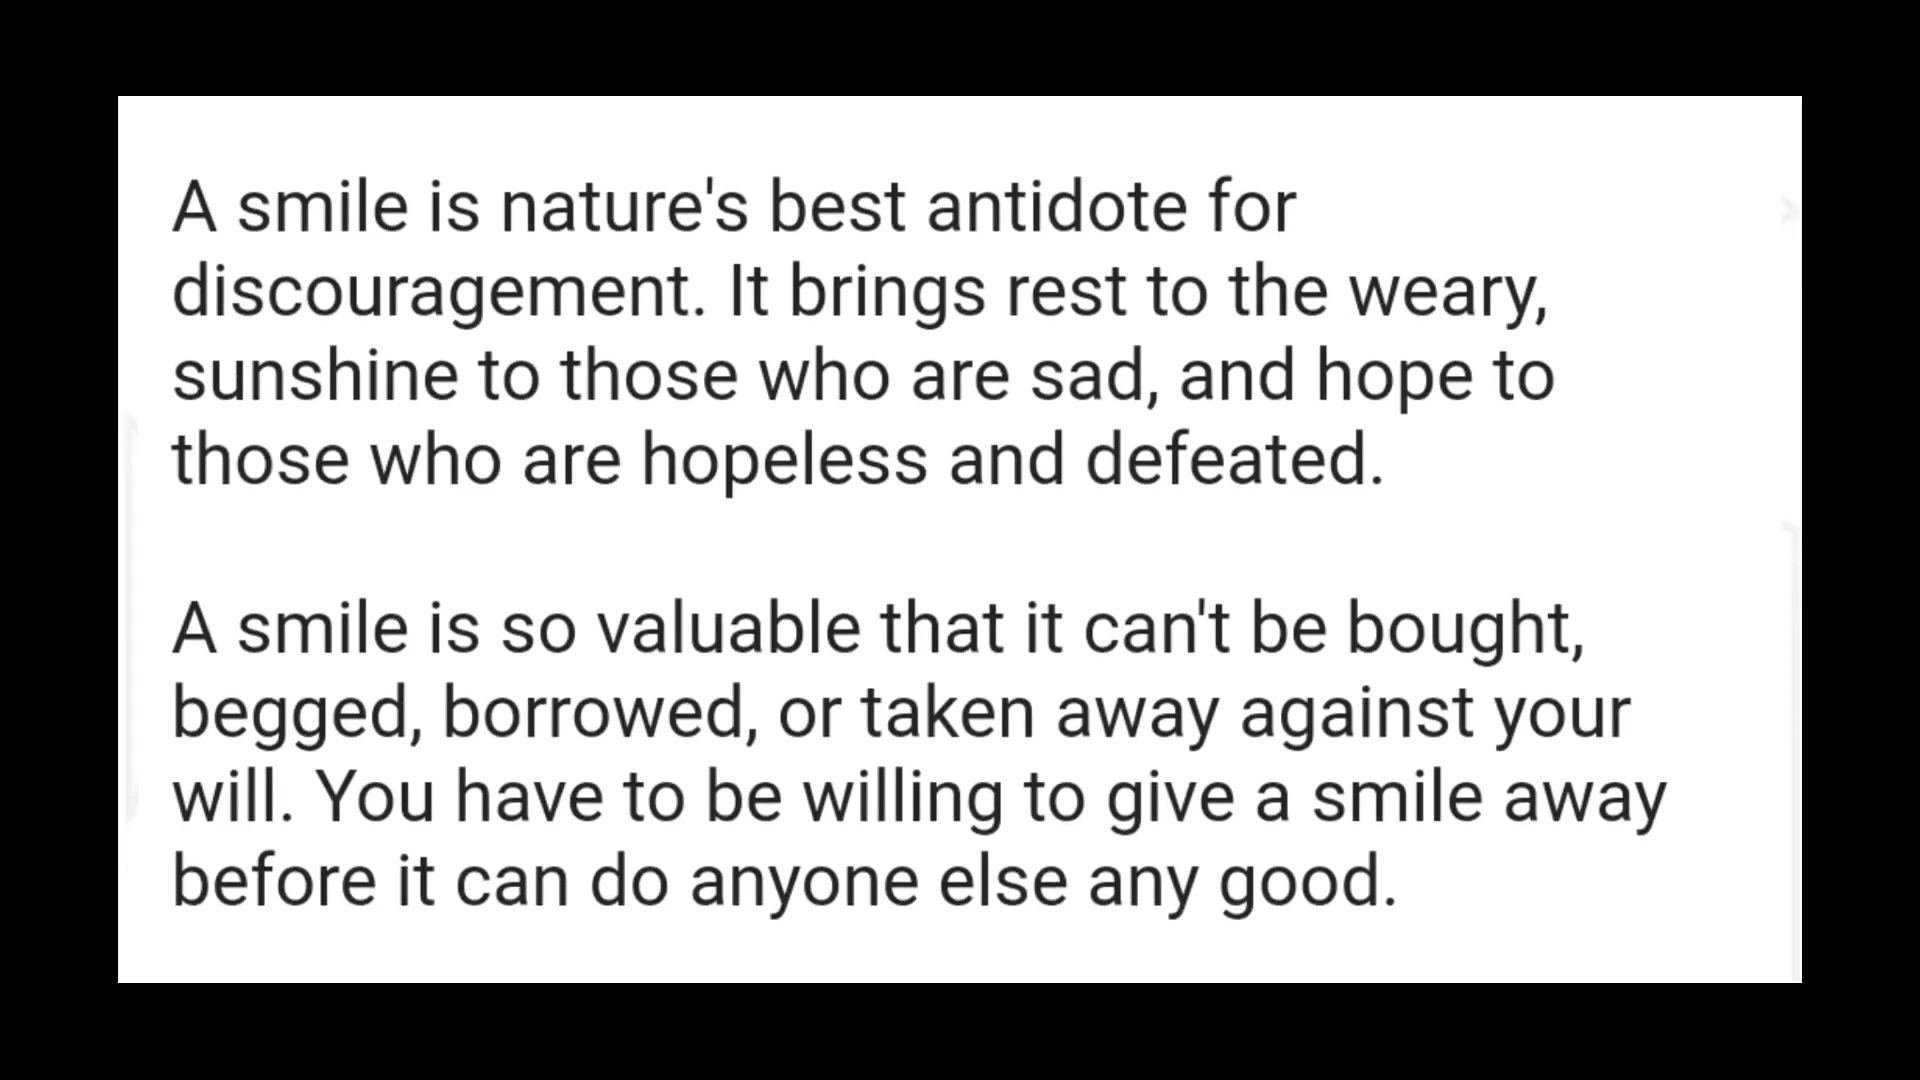 A smile is nature's best antidote for
discouragement. It brings rest to the weary,
sunshine to those who are sad, and hope to
those who are hopeless and defeated.
A smile is so valuable that it can't be bought,
begged, borrowed, or taken away against your
will. You have to be willing to give a smile away
before it can do anyone else any good.